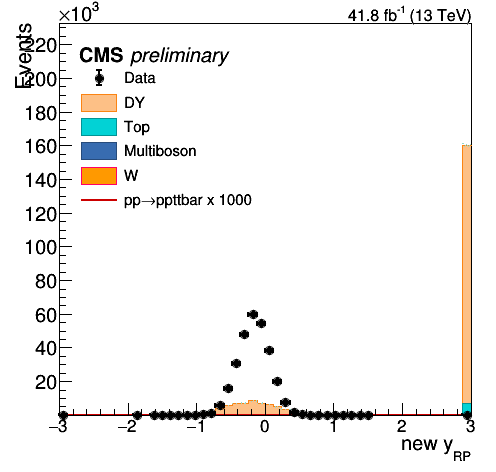 ×10³
41.8 fb⁻¹ (13 TeV)
Events
CMS preliminary
Data
DY
Top
Multiboson
W
pp→ppttbar x 1000
220
200
180
160
140
120
100
80
60
40
20
−3 −2 −1 0 1 2 3
new y_RP